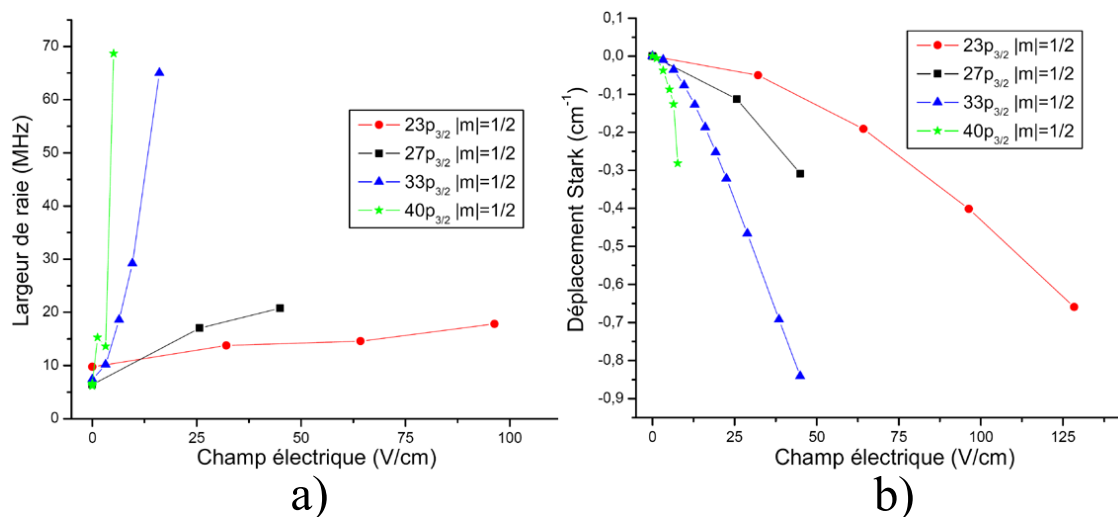 70
60
50
40
30
20
10
0
0
25
50
75
100
Largeur de raie (MHz)
Champ électrique (V/cm)
23p3/2 |m|=1/2
27p3/2 |m|=1/2
33p3/2 |m|=1/2
40p3/2 |m|=1/2
a)
0,1
0,0
-0,1
-0,2
-0,3
-0,4
-0,5
-0,6
-0,7
-0,8
-0,9
0
25
50
75
100
125
Déplacement Stark (cm-1)
Champ électrique (V/cm)
23p3/2 |m|=1/2
27p3/2 |m|=1/2
33p3/2 |m|=1/2
40p3/2 |m|=1/2
b)